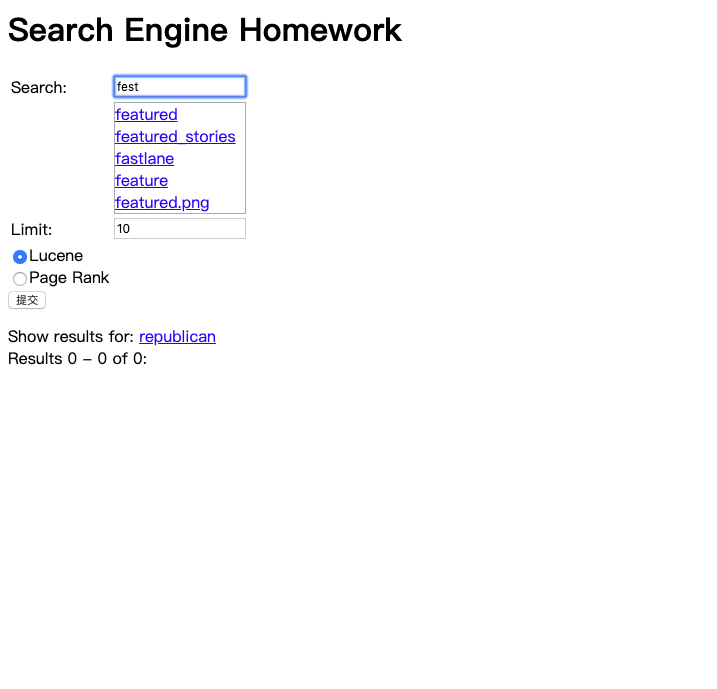 Search Engine Homework
Search: fest
featured
featured_stories
fastlane
feature
featured.png
Limit: 10
Lucene
Page Rank
提交
Show results for: republican
Results 0 - 0 of 0: